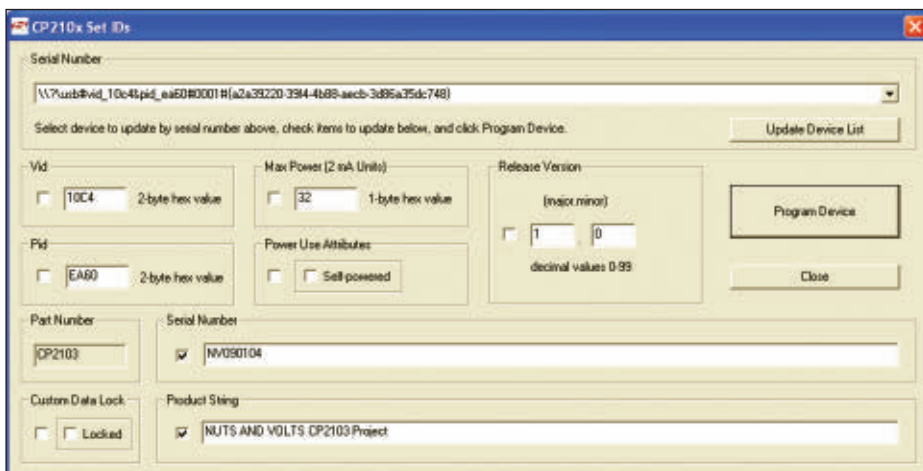 CP210x Set IDs
Serial Number
\\?\usb#vid_10c4&pid_ea60#0001#{a2a39220-39f4-4b88-aecb-3d86a35dc748}
Select device to update by serial number above, check items to update below, and click Program Device.
Update Device List
Vid
10C4 2-byte hex value
Max Power (2 mA Units)
32 1-byte hex value
Release Version
(major.minor)
1 . 0
decimal values 0-99
Program Device
Pid
EA60 2-byte hex value
Power Use Attributes
Self-powered
Close
Part Number
CP2103
Serial Number
NV090104
Custom Data Lock
Locked
Product String
NUTS AND VOLTS CP2103 Project